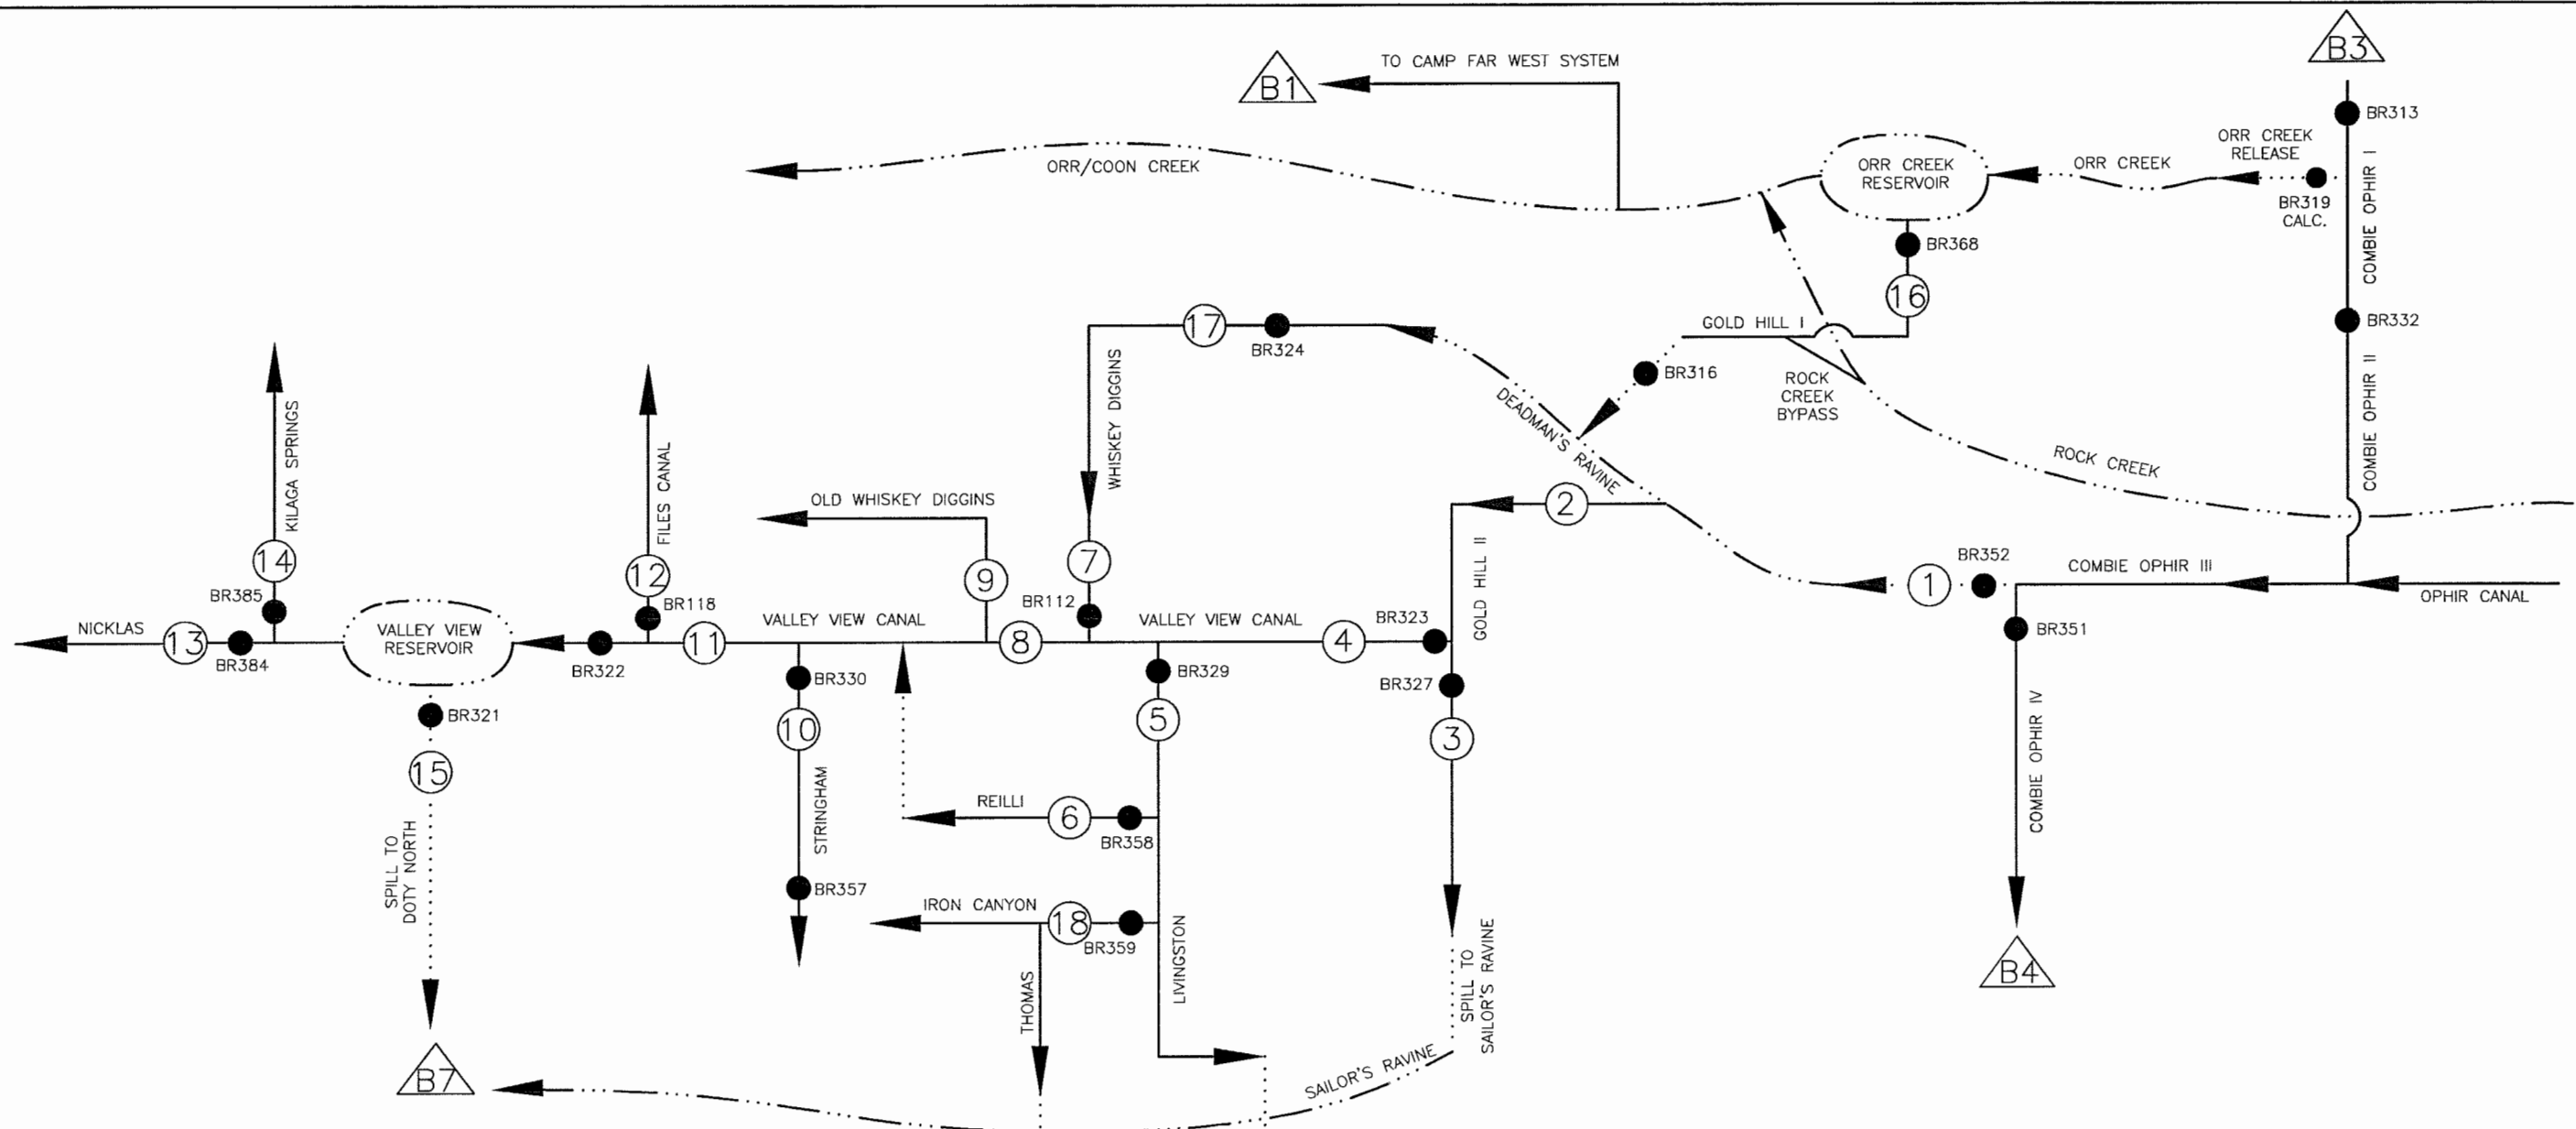 B3
TO CAMP FAR WEST SYSTEM
B1
BR313
ORR CREEK
RELEASE
ORR CREEK
BR319
CALC.
COMBIE OPHIR I
ORR CREEK
RESERVOIR
ORR/COON CREEK
BR368
16
BR332
GOLD HILL I
17
BR324
BR316
ROCK
CREEK
BYPASS
WHISKEY DIGGINS
DEADMAN'S RAVINE
COMBIE OPHIR II
ROCK CREEK
KILAGA SPRINGS
FILES CANAL
OLD WHISKEY DIGGINS
2
GOLD HILL II
14
12
9
7
BR352
1
COMBIE OPHIR III
OPHIR CANAL
BR385
BR118
VALLEY VIEW CANAL
BR112
VALLEY VIEW CANAL
BR323
BR351
NICKLAS
13
BR384
VALLEY VIEW
RESERVOIR
BR322
11
8
4
BR330
BR329
BR327
BR321
10
5
3
15
COMBIE OPHIR IV
STRINGHAM
REILLI
6
BR358
SPILL TO
DOTY NORTH
BR357
IRON CANYON
18
BR359
THOMAS
LIVINGSTON
SPILL TO
SAILOR'S RAVINE
B4
B7
SAILOR'S RAVINE